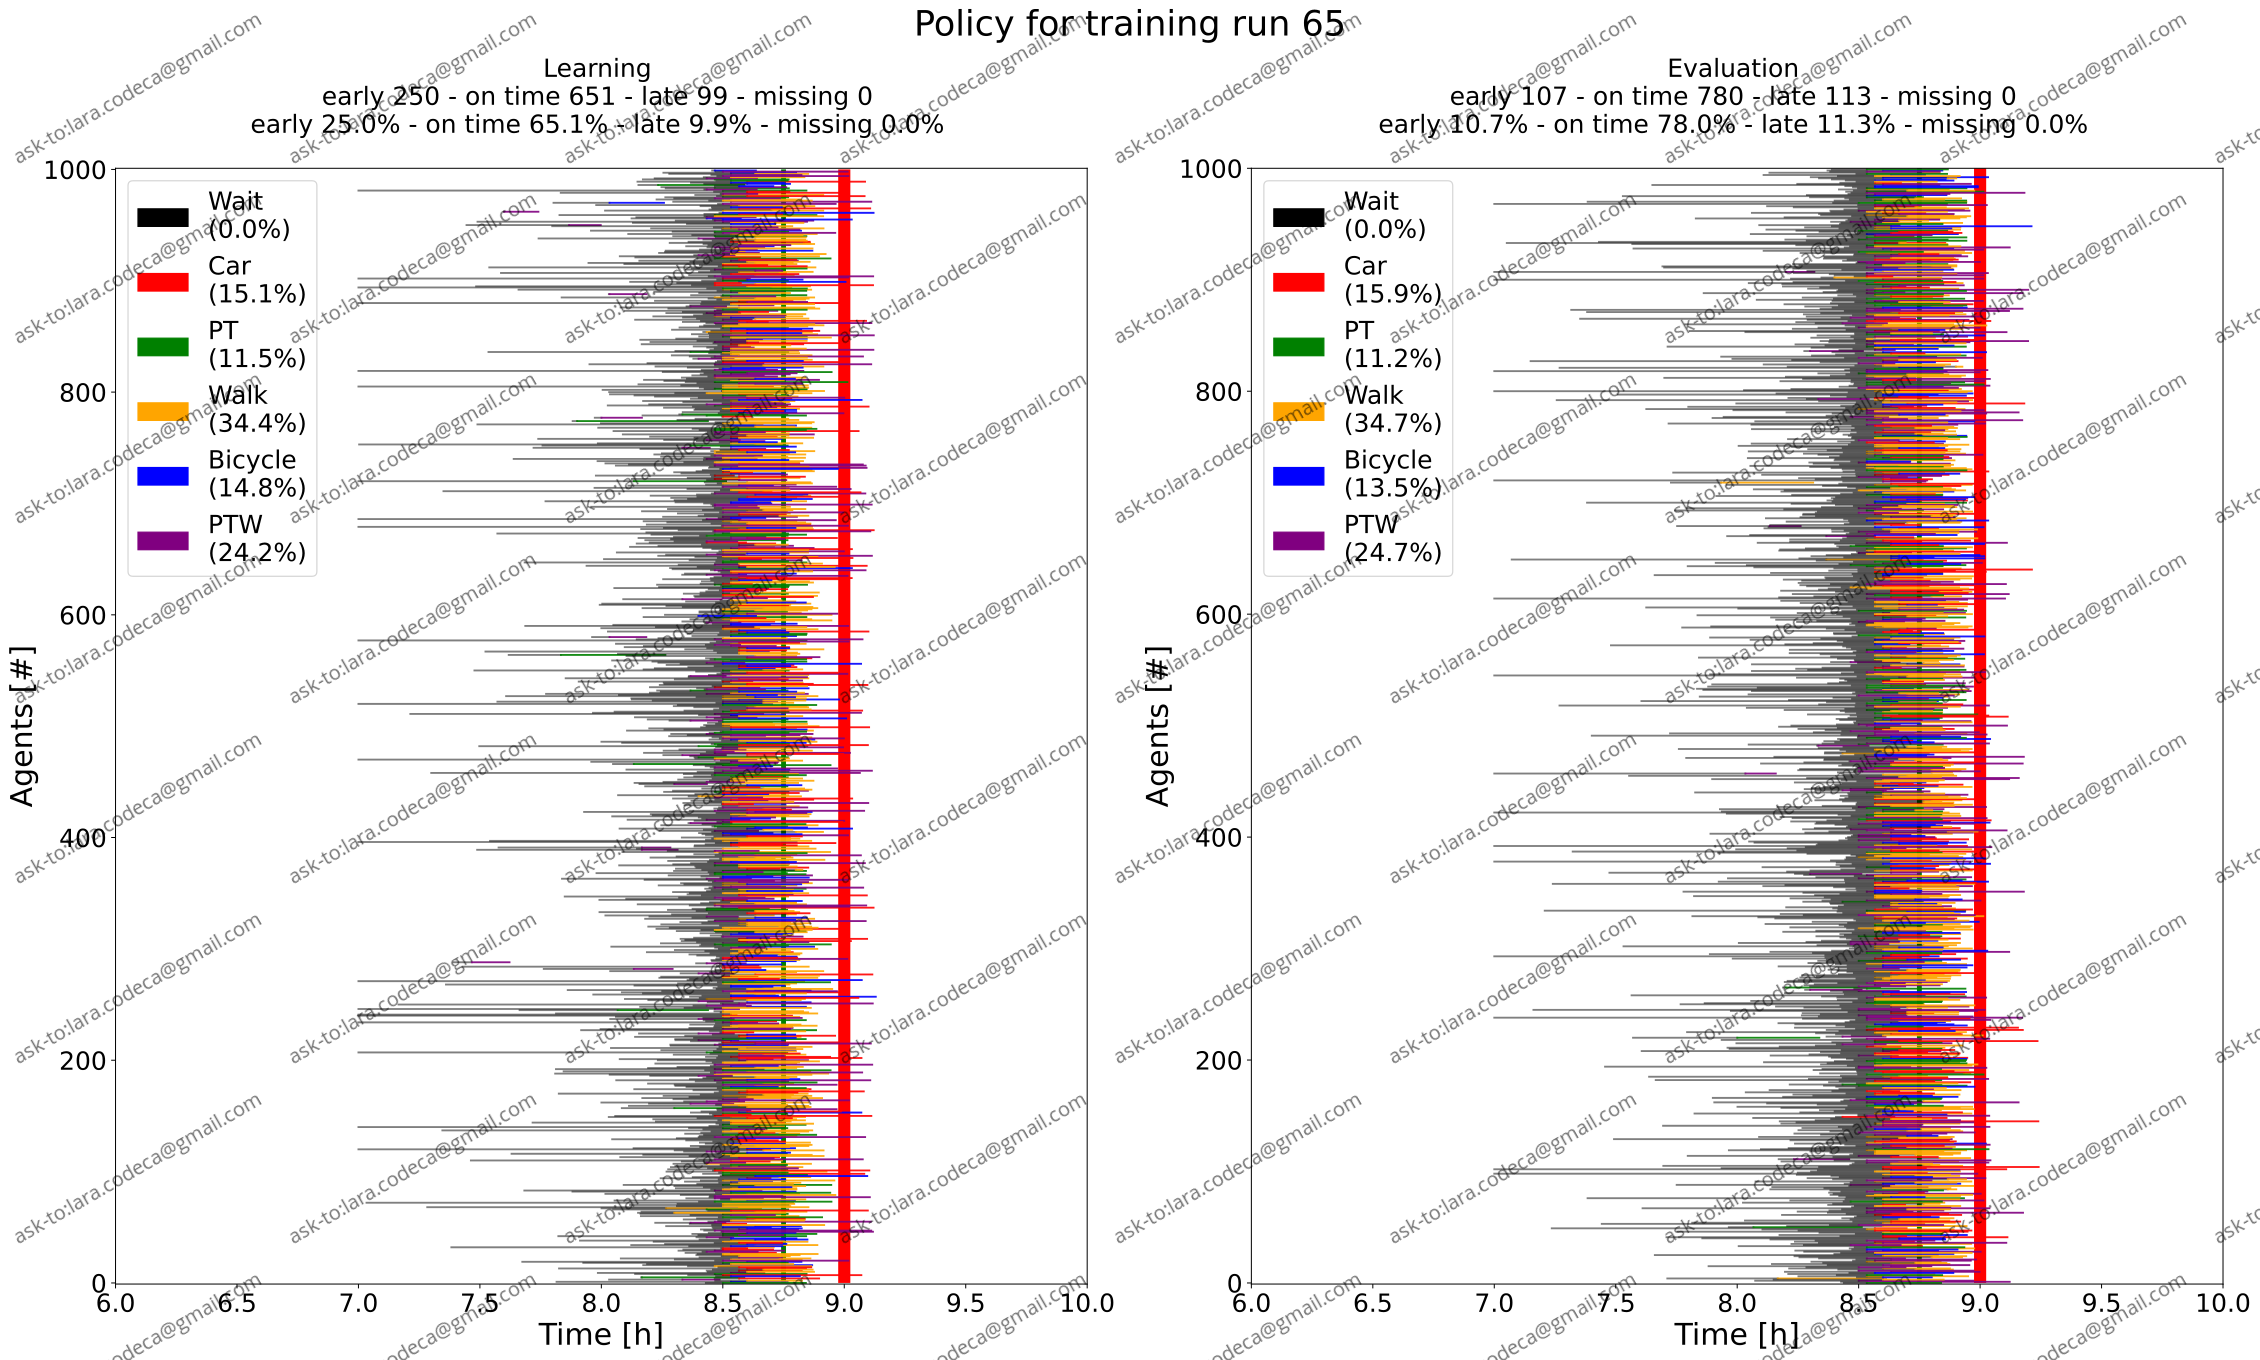 Policy for training run 65
Learning
early 250 - on time 651 - late 99 - missing 0
early 25.0% - on time 65.1% - late 9.9% - missing 0.0%
1000
800
600
400
200
0
Agents [#]
Wait
(0.0%)
Car
(15.1%)
PT
(11.5%)
Walk
(34.4%)
Bicycle
(14.8%)
PTW
(24.2%)
6.0 6.5 7.0 7.5 8.0 8.5 9.0 9.5 10.0
Time [h]
Evaluation
early 107 - on time 780 - late 113 - missing 0
early 10.7% - on time 78.0% - late 11.3% - missing 0.0%
1000
800
600
400
200
0
Agents [#]
Wait
(0.0%)
Car
(15.9%)
PT
(11.2%)
Walk
(34.7%)
Bicycle
(13.5%)
PTW
(24.7%)
6.0 6.5 7.0 7.5 8.0 8.5 9.0 9.5 10.0
Time [h]
ask-to:lara.codeca@gmail.com